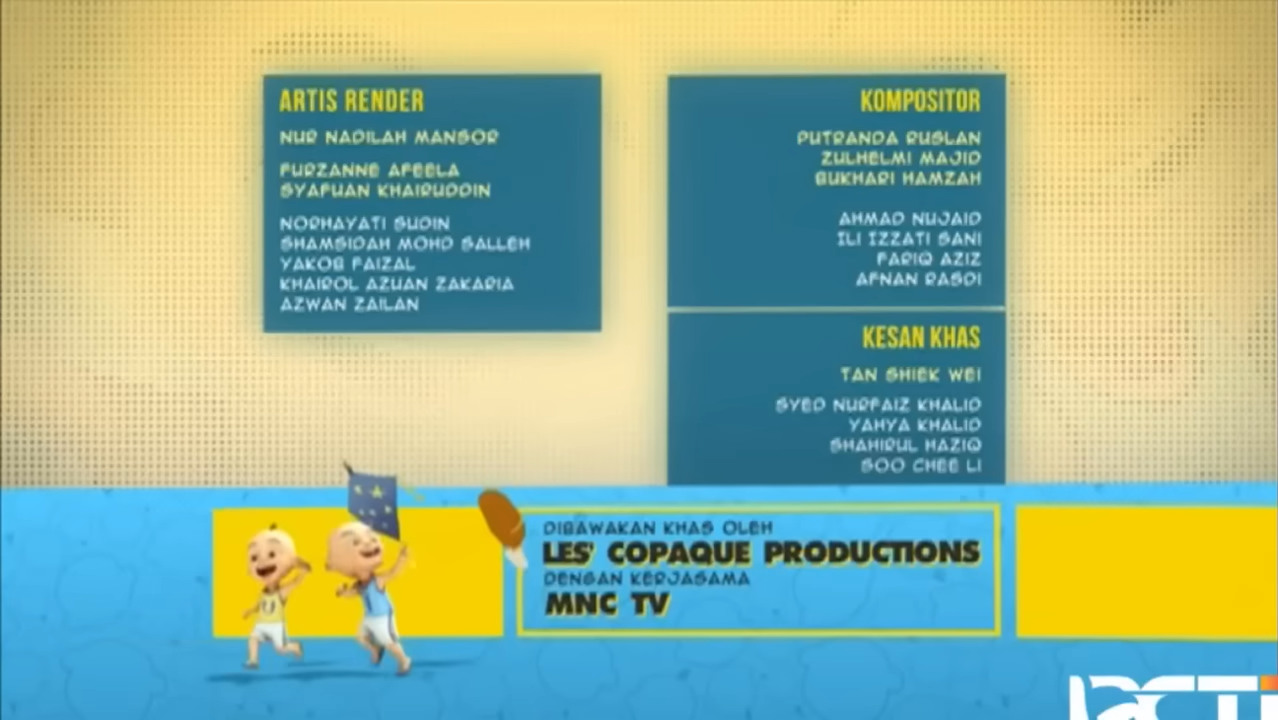 ARTIS RENDER
NUR NADILAH MANSOR
FURZANNE AFEELA
SYAFUAN KHAIRUDDIN
NORHAYATI SUDIN
SHAMSIDAH MOHD SALLEH
YAKOB FAIZAL
KHAIROL AZUAN ZAKARIA
AZWAN ZAILAN
KOMPOSITOR
PUTRANDA RUSLAN
ZULHELMI MAJID
BUKHARI HAMZAH
AHMAD NUJAID
ILI IZZATI SANI
FARIQ AZIZ
AFNAN RASDI
KESAN KHAS
TAN SHIEK WEI
SYED NURFAIZ KHALID
YAHYA KHALID
SHAHIRUL HAZIQ
SOO CHEE LI
DIBAWAKAN KHAS OLEH
LES' COPAQUE PRODUCTIONS
DENGAN KERJASAMA
MNC TV